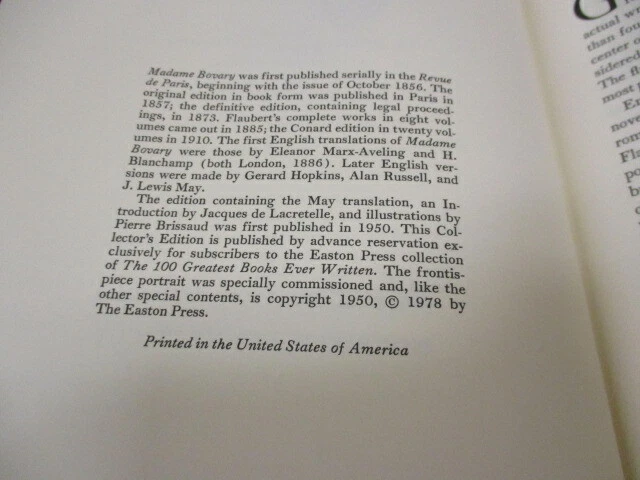 Madame Bovary was first published serially in the Revue
de Paris, beginning with the issue of October 1856. The
original edition in book form was published in Paris in
1857; the definitive edition, containing legal proceed-
ings, in 1873. Flaubert's complete works in eight vol-
umes came out in 1885; the Conard edition in twenty vol-
umes in 1910. The first English translations of Madame
Bovary were those by Eleanor Marx-Aveling and H.
Blanchamp (both London, 1886). Later English ver-
sions were made by Gerard Hopkins, Alan Russell, and
J. Lewis May.
The edition containing the May translation, an In-
troduction by Jacques de Lacretelle, and illustrations by
Pierre Brissaud was first published in 1950. This Col-
lector's Edition is published by advance reservation ex-
clusively for subscribers to the Easton Press collection
of The 100 Greatest Books Ever Written. The frontis-
piece portrait was specially commissioned and, like the
other special contents, is copyright 1950, © 1978 by
The Easton Press.
Printed in the United States of America
G
actual
than
center
The
most